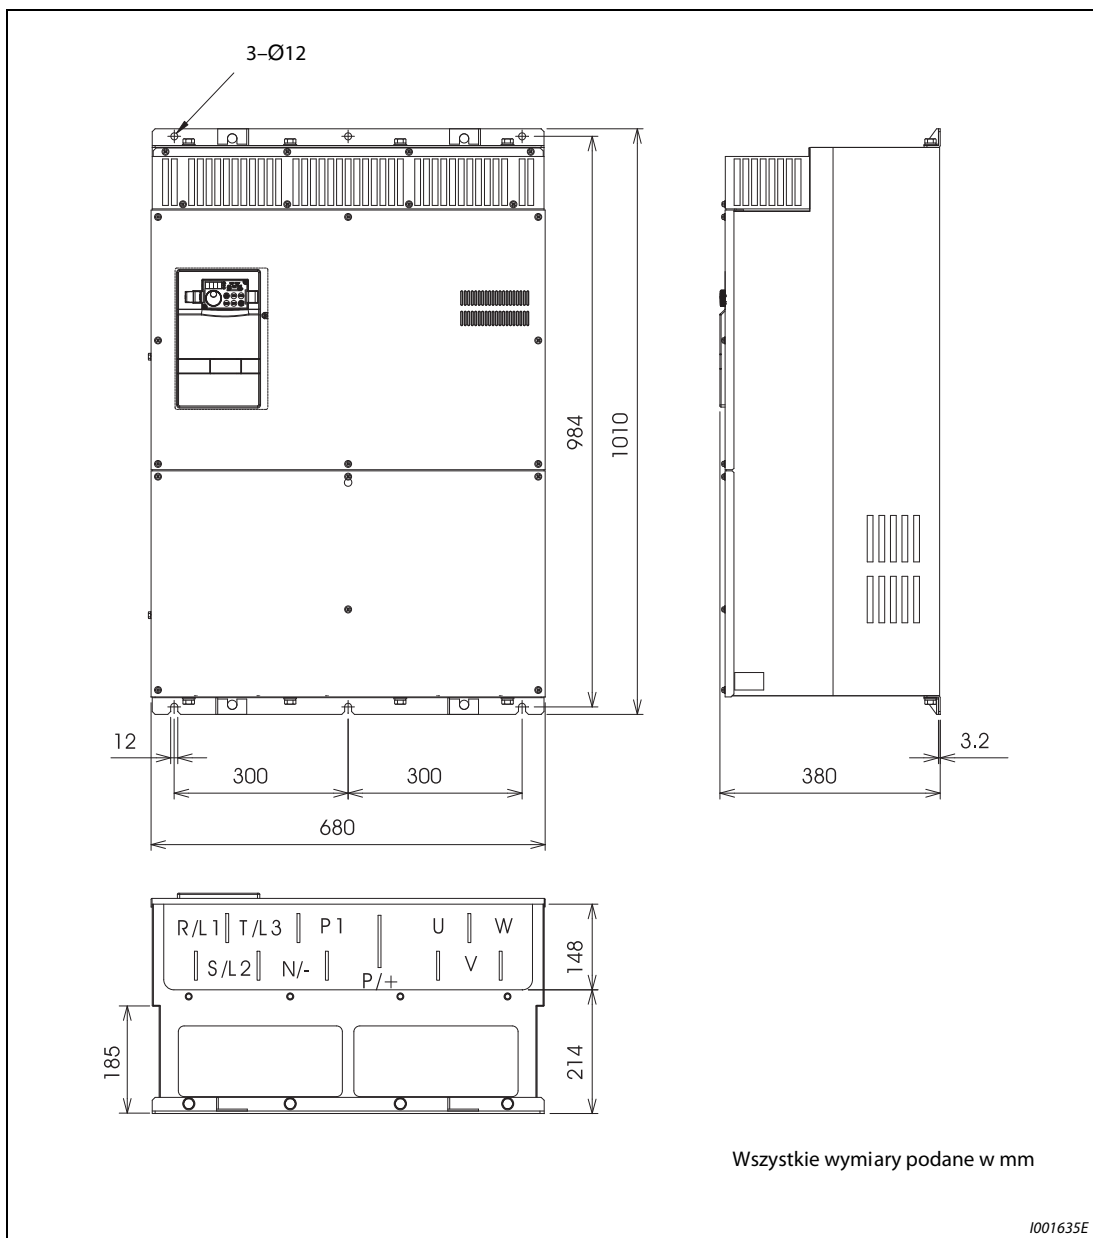 3–Ø12
984
1010
12
300
300
680
3.2
380
R/L1 T/L3 P1 U W
S/L2 N/- P/+ V
148
185
214
Wszystkie wymiary podane w mm
I001635E